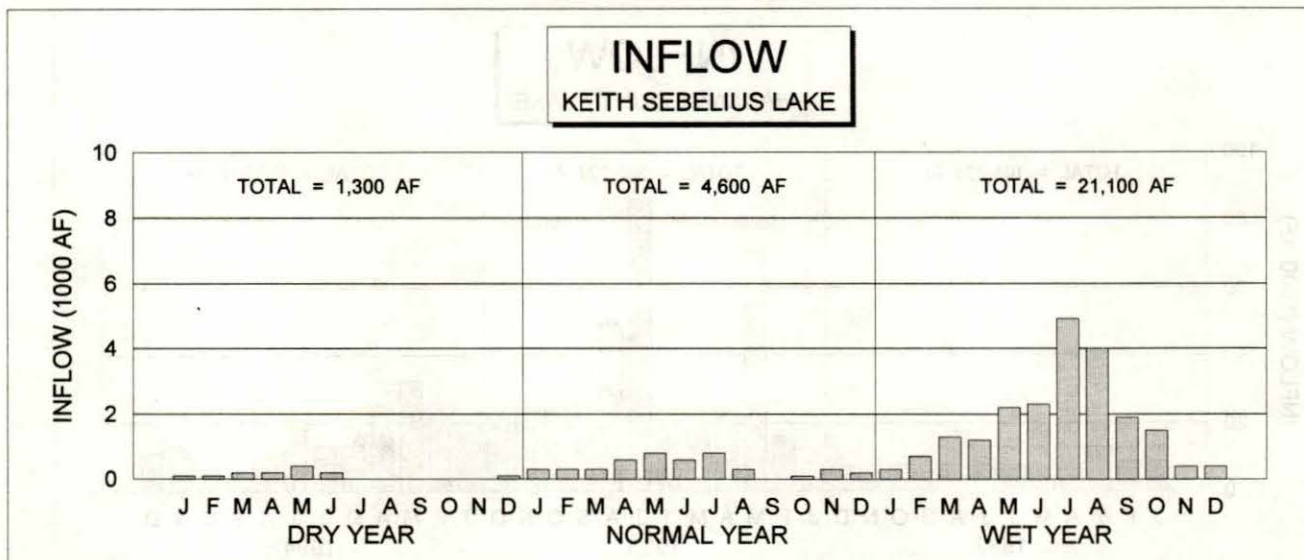 INFLOW
KEITH SEBELIUS LAKE
INFLOW (1000 AF)
10
8
6
4
2
0
TOTAL = 1,300 AF
TOTAL = 4,600 AF
TOTAL = 21,100 AF
J F M A M J J A S O N D J F M A M J J A S O N D J F M A M J J A S O N D
DRY YEAR NORMAL YEAR WET YEAR